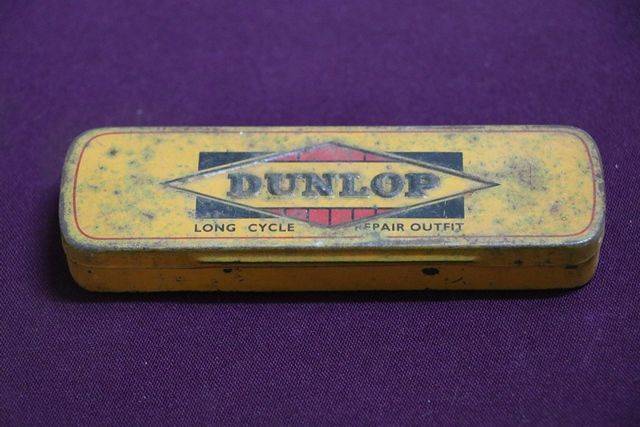 DUNLOP
LONG CYCLE REPAIR OUTFIT